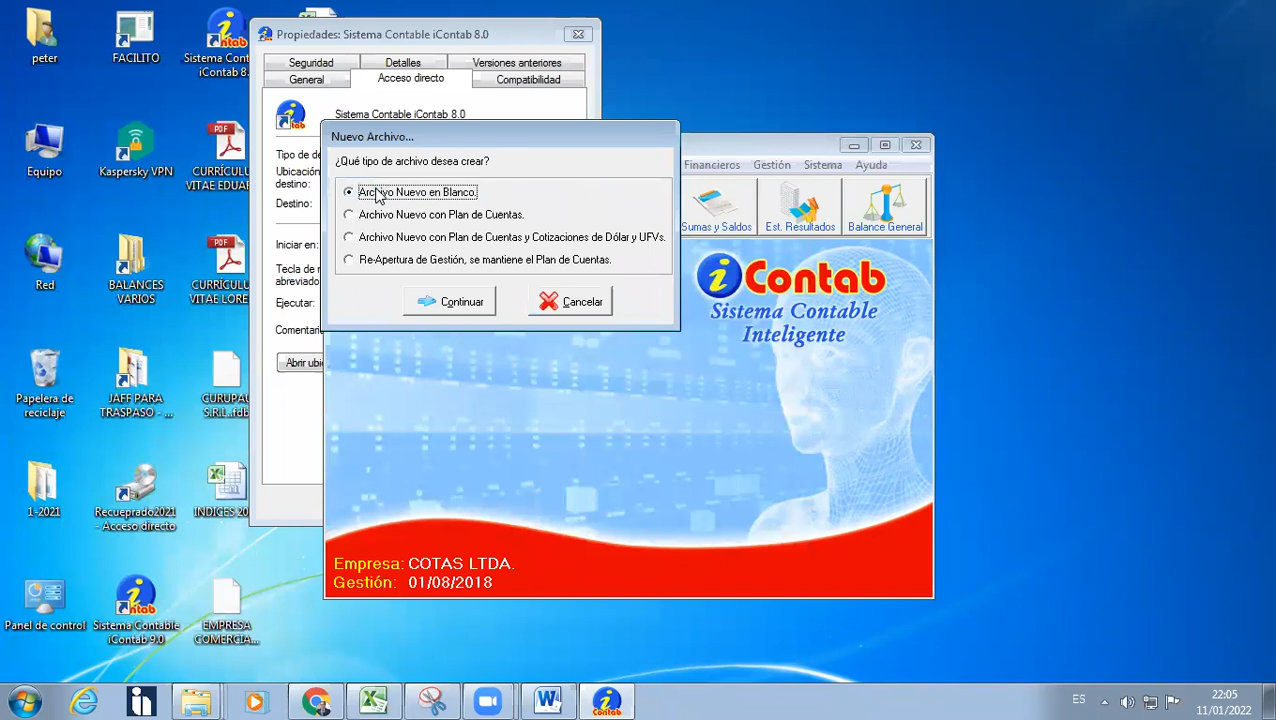 peter
FACILITO
Sistema Cont
iContab 8.
Equipo
Kaspersky VPN
CURRÍCUL
VITAE EDUAR
Red
BALANCES
VARIOS
CURRÍCULU
VITAE LORE
Papelera de
reciclaje
JAFF PARA
TRASPASO - ...
CURUPAU
S.R.L..fdb
1-2021
Recueprado2021
- Acceso directo
INDIGES 20
Panel de control
Sistema Contable
iContab 9.0
EMPRESA
COMERCIA...
Propiedades: Sistema Contable iContab 8.0
Seguridad
Detalles
Versiones anteriores
General
Acceso directo
Compatibilidad
Sistema Contable iContab 8.0
Tipo de de
Ubicación
destino:
Destino:
Iniciar en:
Tecla de m
abreviado
Ejecutar:
Comentari
Abrir ubi
Nuevo Archivo...
¿Qué tipo de archivo desea crear?
Archivo Nuevo en Blanco.
Archivo Nuevo con Plan de Cuentas.
Archivo Nuevo con Plan de Cuentas y Cotizaciones de Dólar y UFVs.
Re-Apertura de Gestión, se mantiene el Plan de Cuentas.
Continuar
Cancelar
Financieros
Gestión
Sistema
Ayuda
Sumas y Saldos
Est. Resultados
Balance General
iContab
Sistema Contable
Inteligente
Empresa: COTAS LTDA.
Gestión: 01/08/2018
ES
22:05
11/01/2022